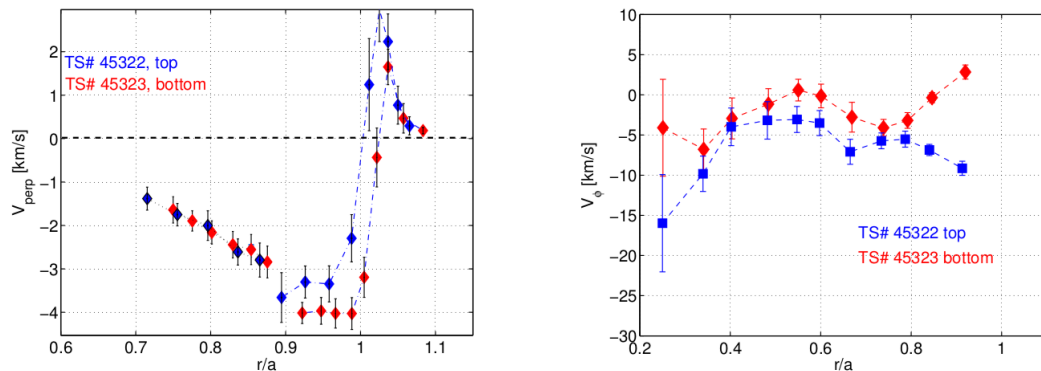 2
1
0
−1
−2
−3
−4
V_perp [km/s]
TS# 45322, top
TS# 45323, bottom
0.6 0.7 0.8 0.9 1 1.1
r/a
10
5
0
−5
−10
−15
−20
−25
−30
V_ϕ [km/s]
TS# 45322 top
TS# 45323 bottom
0.2 0.4 0.6 0.8 1
r/a